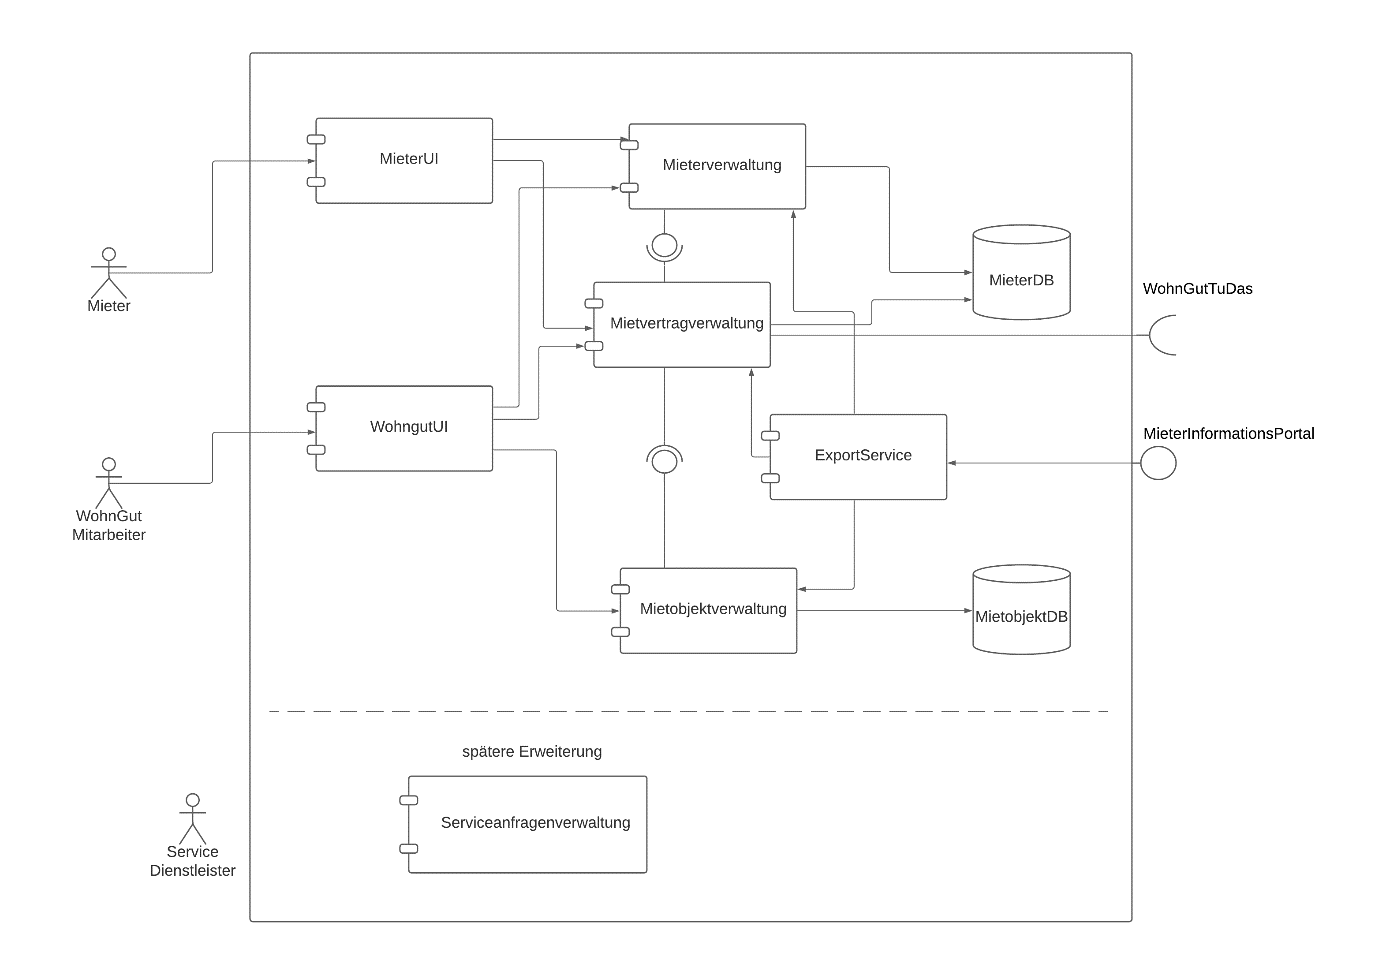 MieterUI
Mieterverwaltung
MieterDB
WohnGutTuDas
Mieter
Mietvertragverwaltung
WohngutUI
ExportService
MieterInformationsPortal
WohnGut
Mitarbeiter
Mietobjektverwaltung
MietobjektDB
spätere Erweiterung
Serviceanfragenverwaltung
Service
Dienstleister